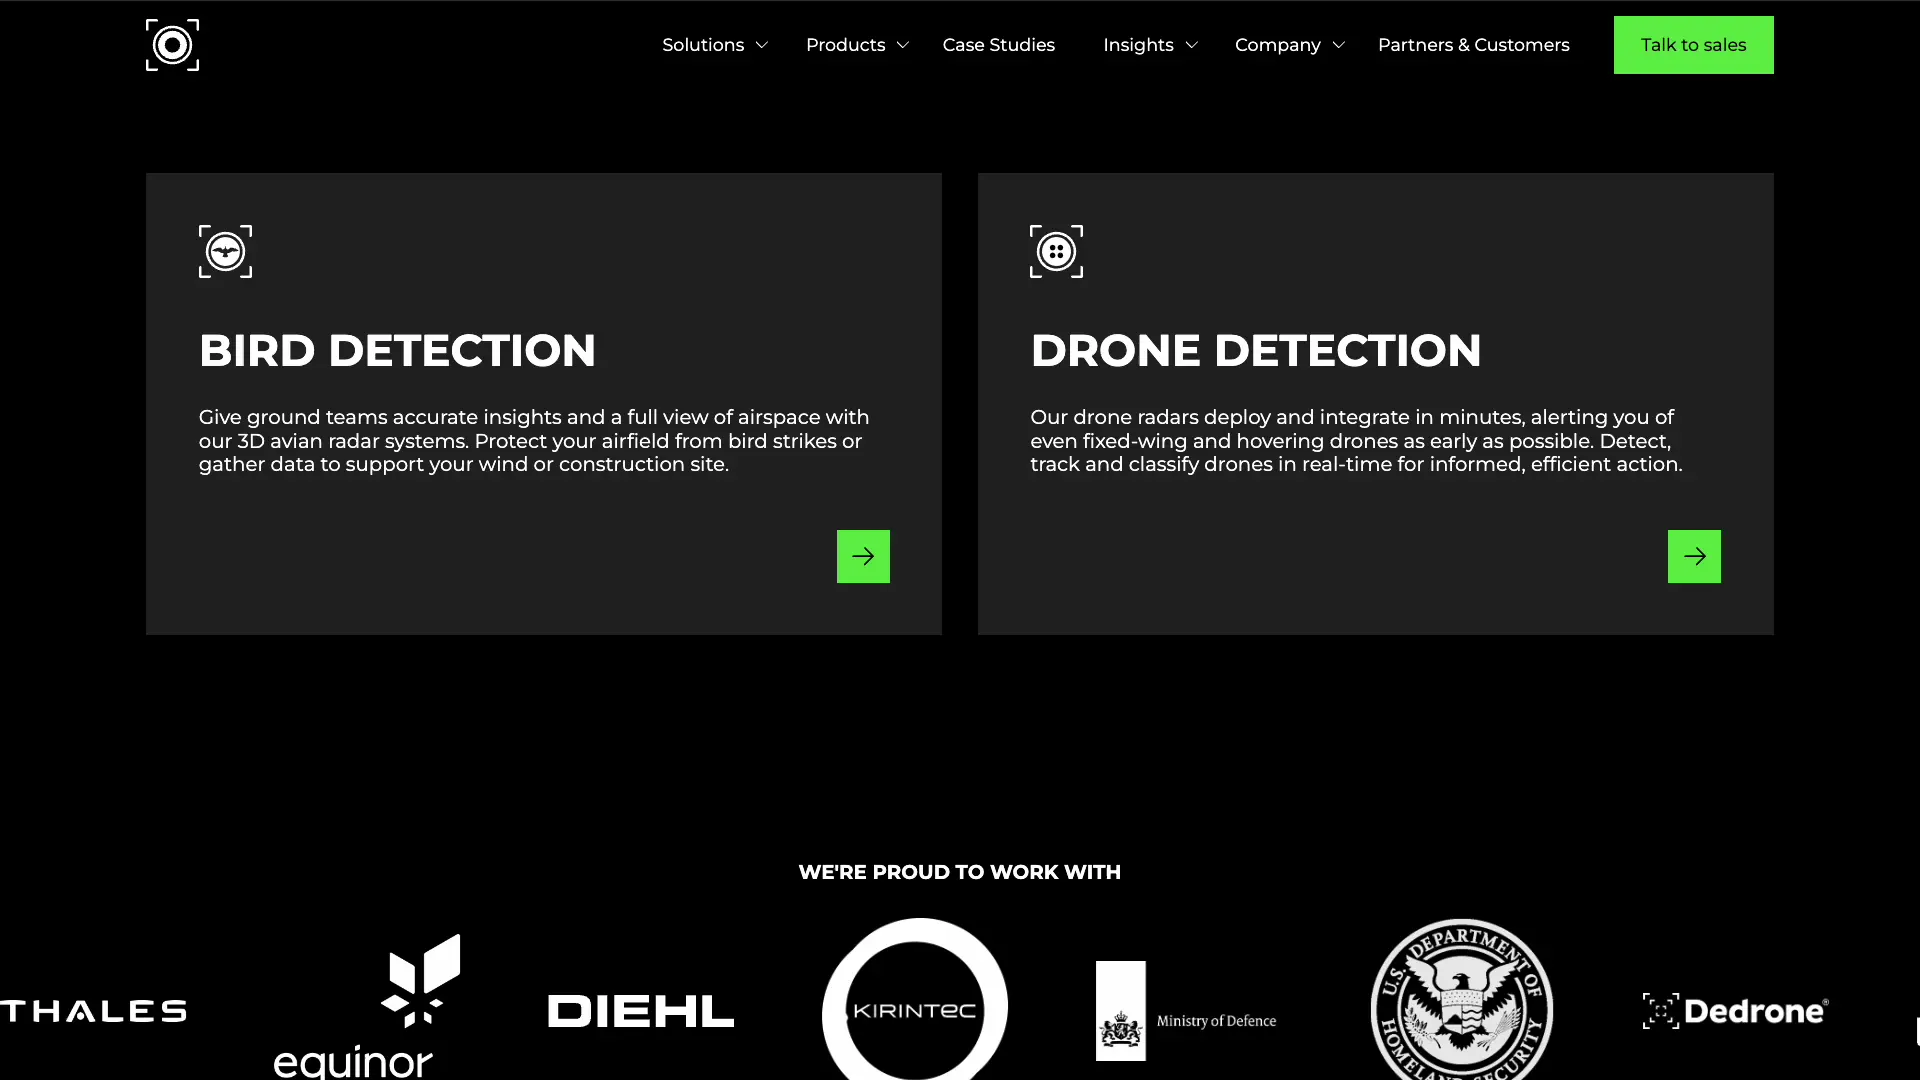 Solutions
Products
Case Studies
Insights
Company
Partners & Customers
Talk to sales
BIRD DETECTION
Give ground teams accurate insights and a full view of airspace with
our 3D avian radar systems. Protect your airfield from bird strikes or
gather data to support your wind or construction site.
DRONE DETECTION
Our drone radars deploy and integrate in minutes, alerting you of
even fixed-wing and hovering drones as early as possible. Detect,
track and classify drones in real-time for informed, efficient action.
WE'RE PROUD TO WORK WITH
THALES
equinor
DIEHL
KIRINTEC
Ministry of Defence
U.S. DEPARTMENT OF
HOMELAND SECURITY
Dedrone®